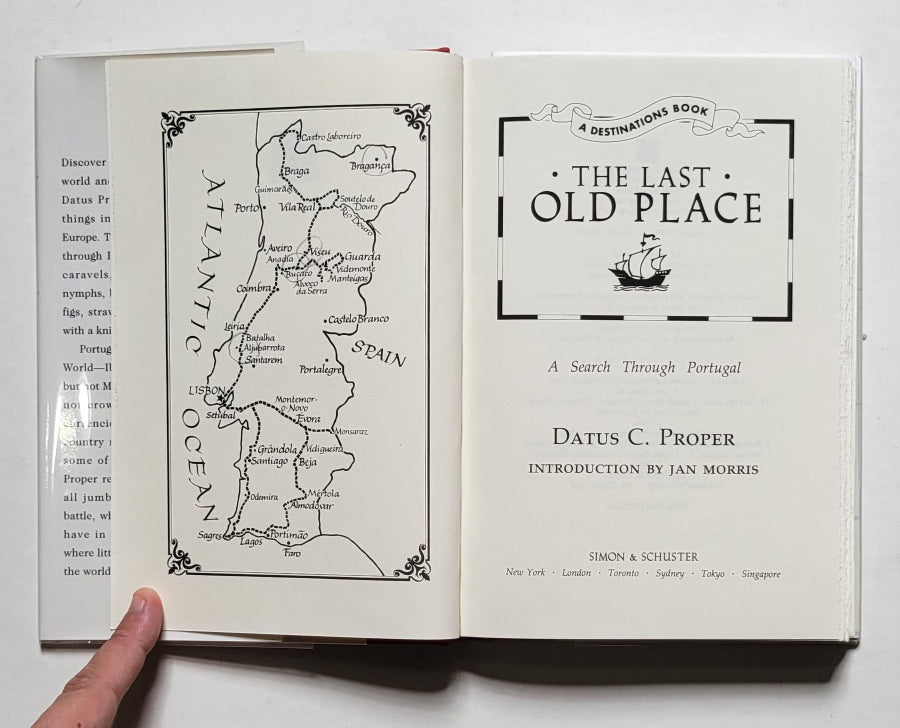 Discover
world and
Datus Pr
things in
Europe. T
through
caravels,
nymphs,
figs, straw
with a kni
Portug
World—
but not M
country
some of
Proper re
all jumb
battle, wh
have in
where litt
the world
ATLANTIC OCEAN
Castro Laboreiro
Bragança
Braga
Guimarães
Porto
Vila Real
Soutelo de
Douro
Rio Douro
Aveiro
Viseu
Guarda
Anadia
Buçaco
Videmonte
Manteigas
Alvoco
da Serra
Coimbra
Castelo Branco
Leiria
Batalha
Aljubarrota
SPAIN
Santarem
Portalegre
LISBON
Setúbal
Montemor-
o-Novo
Évora
Monsaraz
Grândola
Vidigueira
Santiago
Beja
Odemira
Mértola
Almodovar
Sagres
Portimão
Lagos
Faro
A DESTINATIONS BOOK
· THE LAST ·
OLD PLACE
A Search Through Portugal
DATUS C. PROPER
INTRODUCTION BY JAN MORRIS
SIMON & SCHUSTER
New York · London · Toronto · Sydney · Tokyo · Singapore